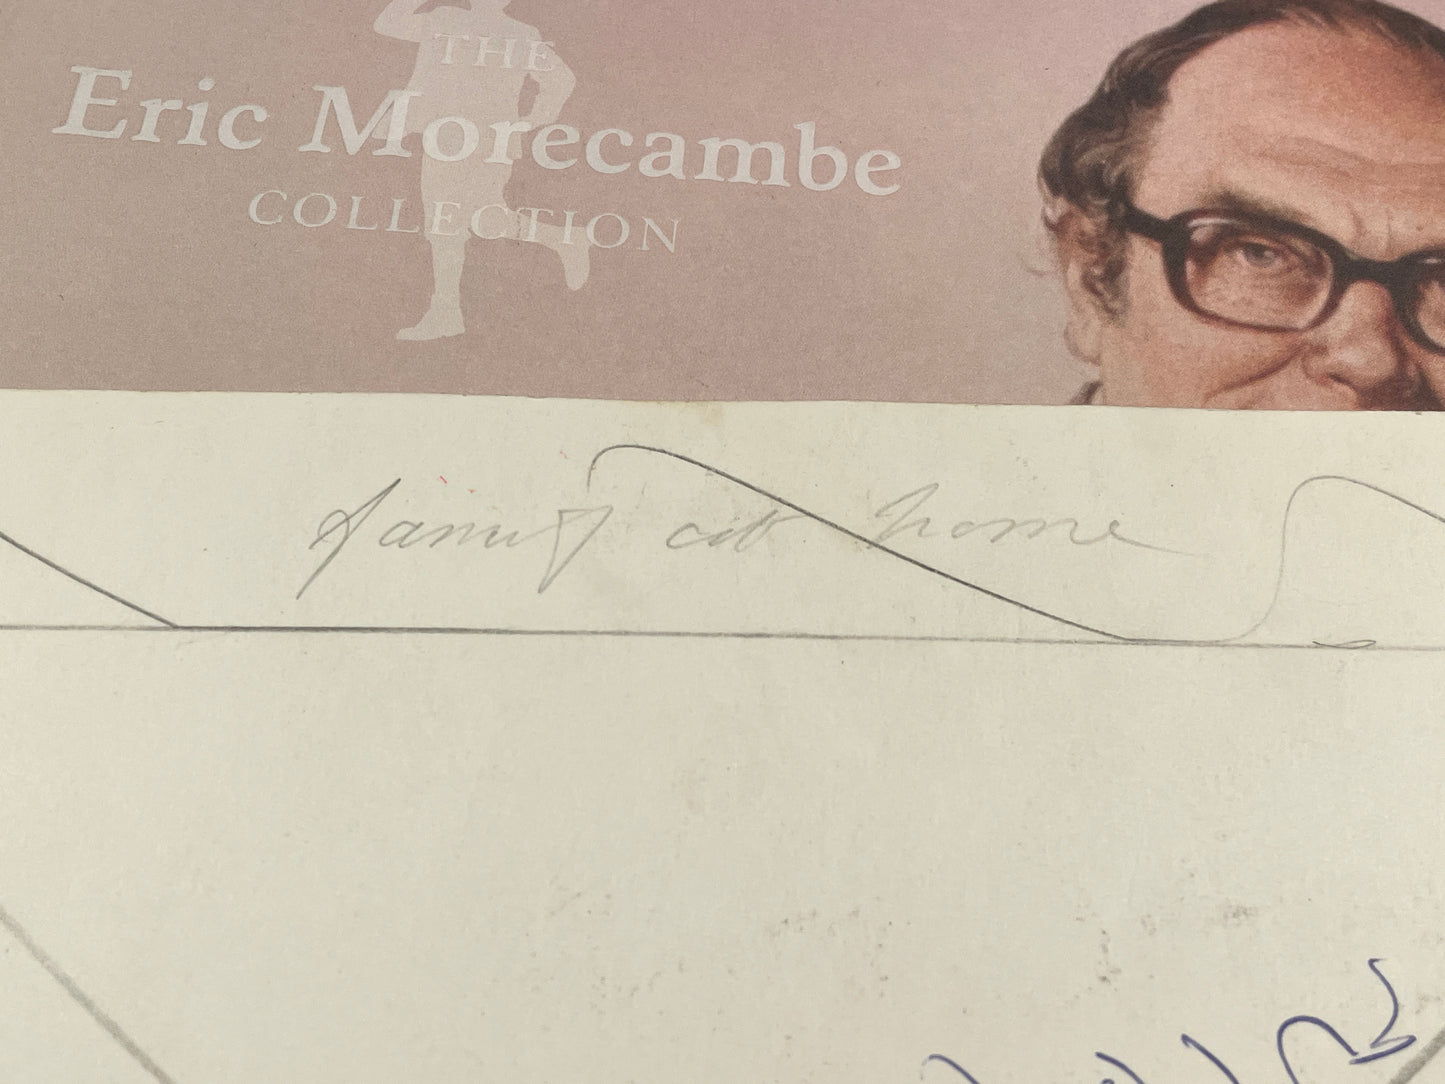 THE
Eric Morecambe
COLLECTION
family at home